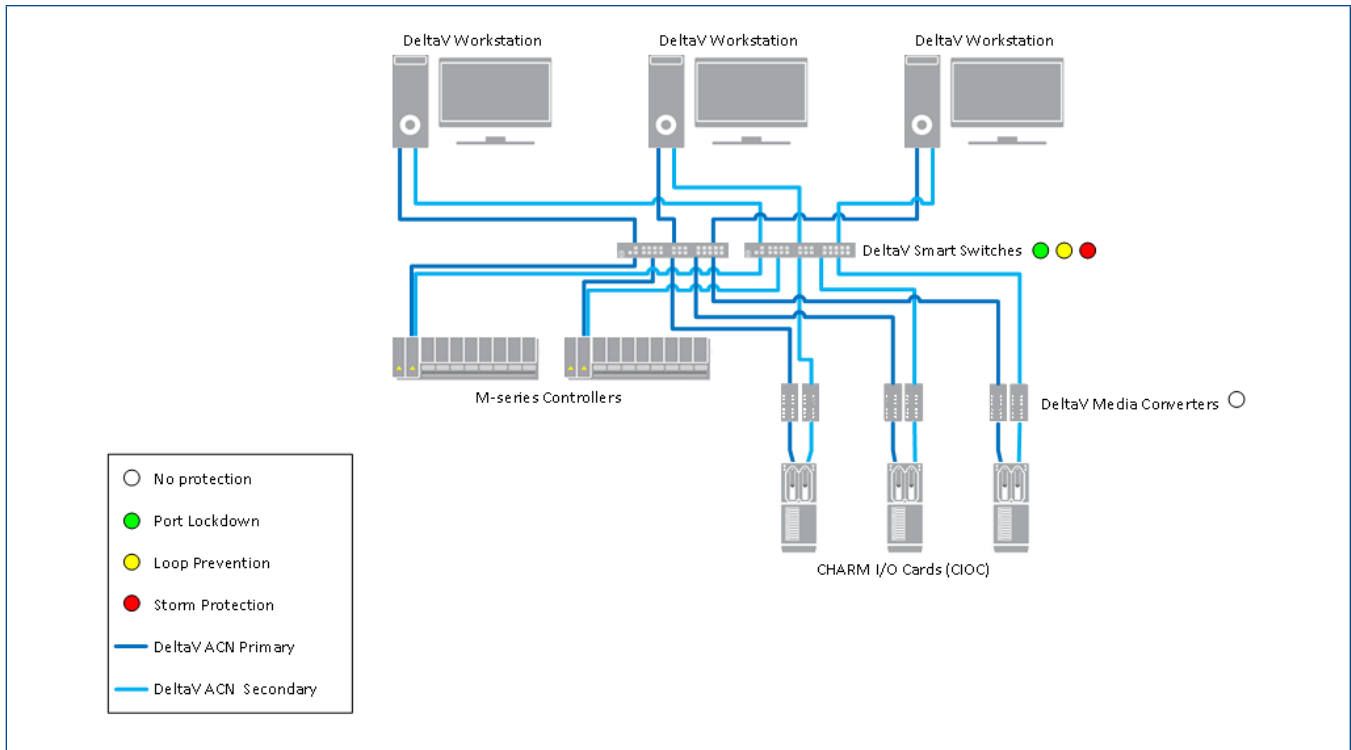 DeltaV Workstation
DeltaV Workstation
DeltaV Workstation
DeltaV Smart Switches
M-series Controllers
DeltaV Media Converters
CHARM I/O Cards (CIOC)
No protection
Port Lockdown
Loop Prevention
Storm Protection
DeltaV ACN Primary
DeltaV ACN Secondary